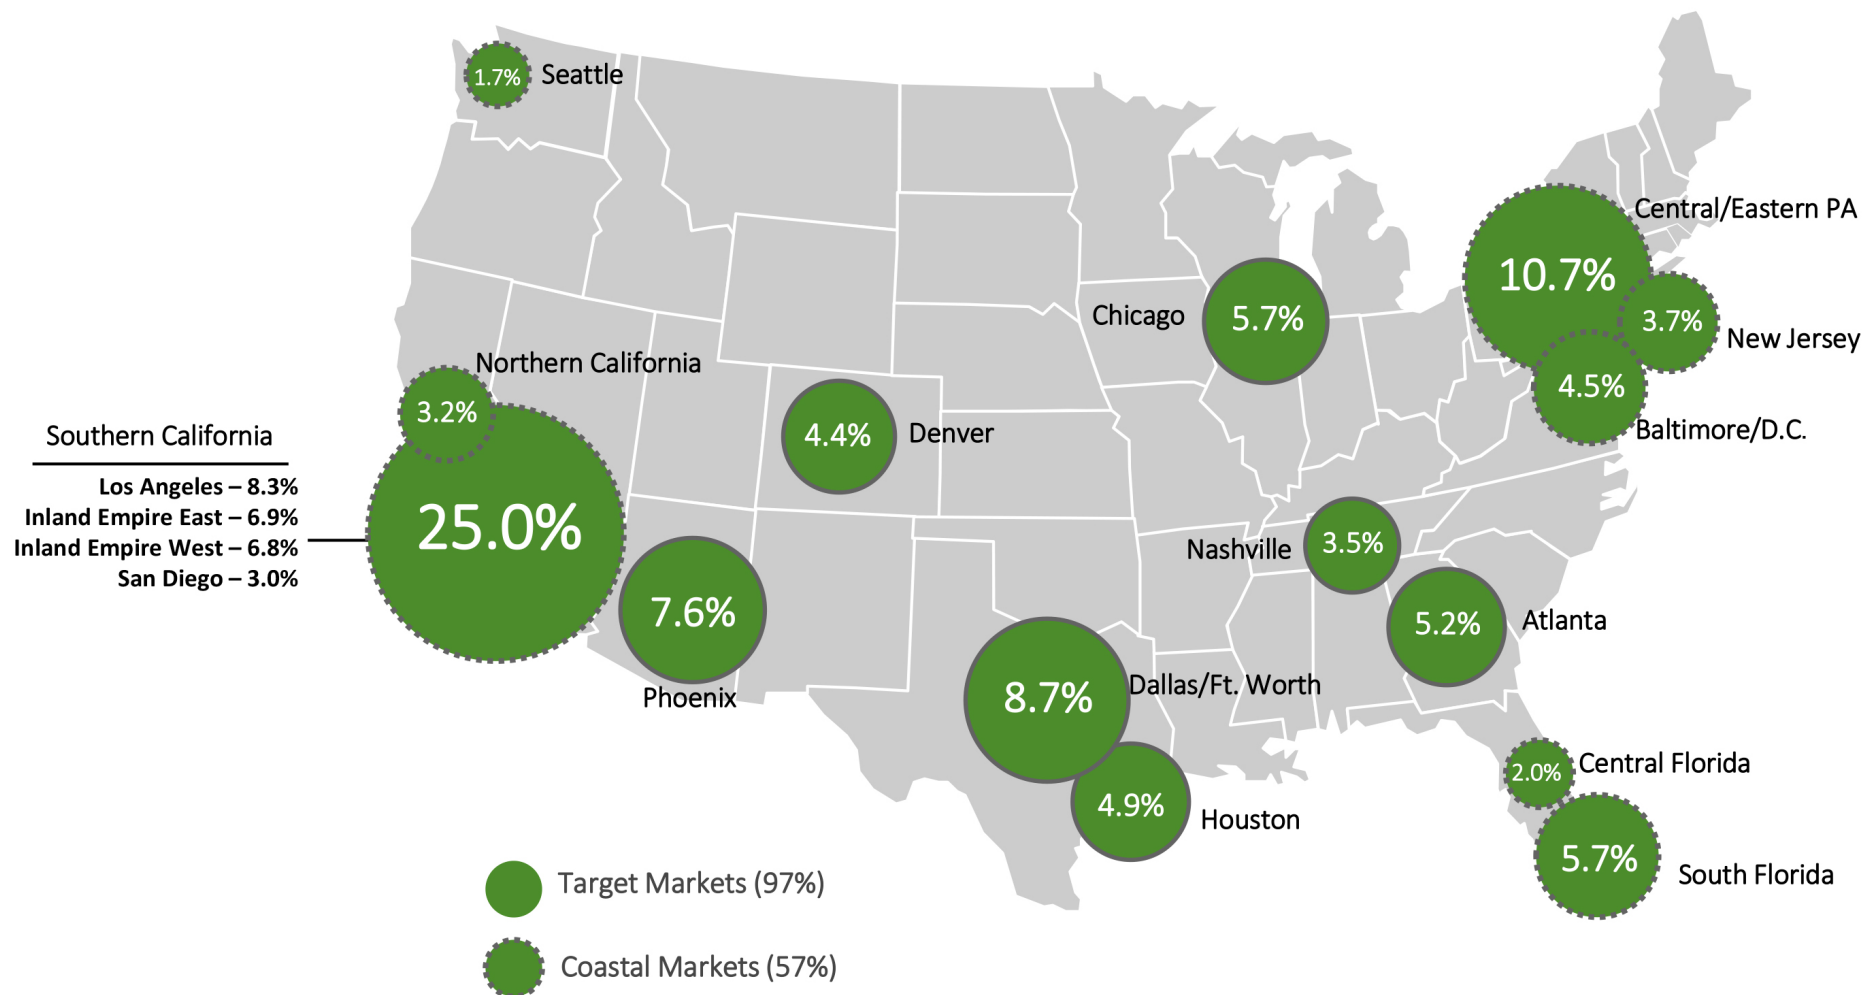 1.7%
Seattle
Central/Eastern PA
10.7%
Chicago
5.7%
3.7%
New Jersey
Northern California
3.2%
4.5%
Baltimore/D.C.
4.4%
Denver
Southern California
Los Angeles – 8.3%
Inland Empire East – 6.9%
Inland Empire West – 6.8%
San Diego – 3.0%
25.0%
Nashville
3.5%
7.6%
Phoenix
5.2%
Atlanta
8.7%
Dallas/Ft. Worth
2.0%
Central Florida
4.9%
Houston
5.7%
South Florida
Target Markets (97%)
Coastal Markets (57%)